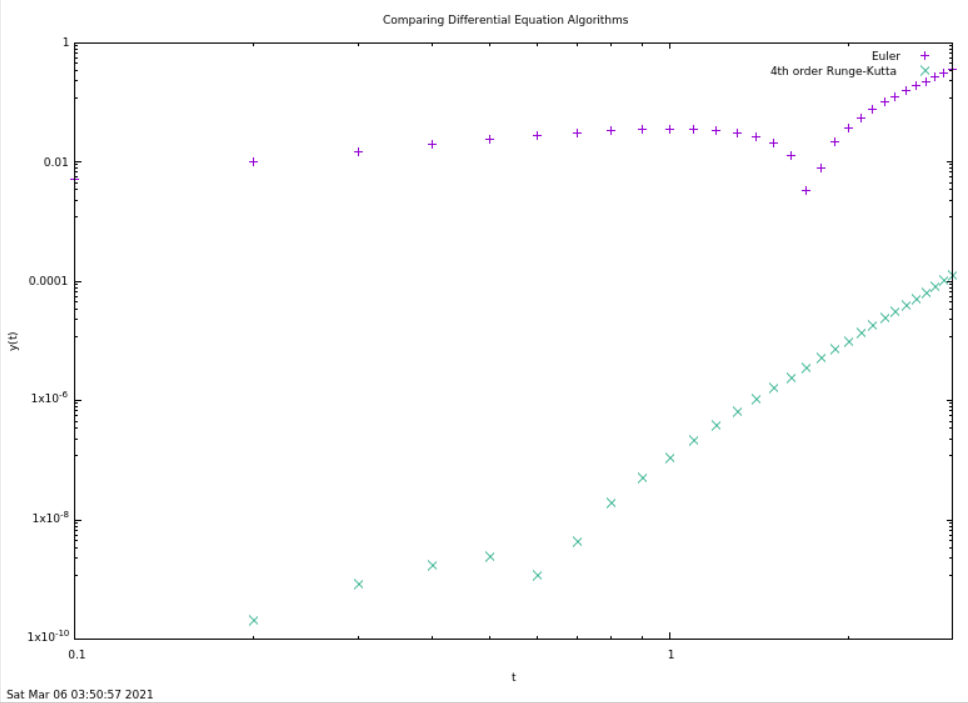 Comparing Differential Equation Algorithms
1
Euler
4th order Runge-Kutta
0.01
0.0001
y(t)
1x10⁻⁶
1x10⁻⁸
1x10⁻¹⁰
0.1
1
t
Sat Mar 06 03:50:57 2021